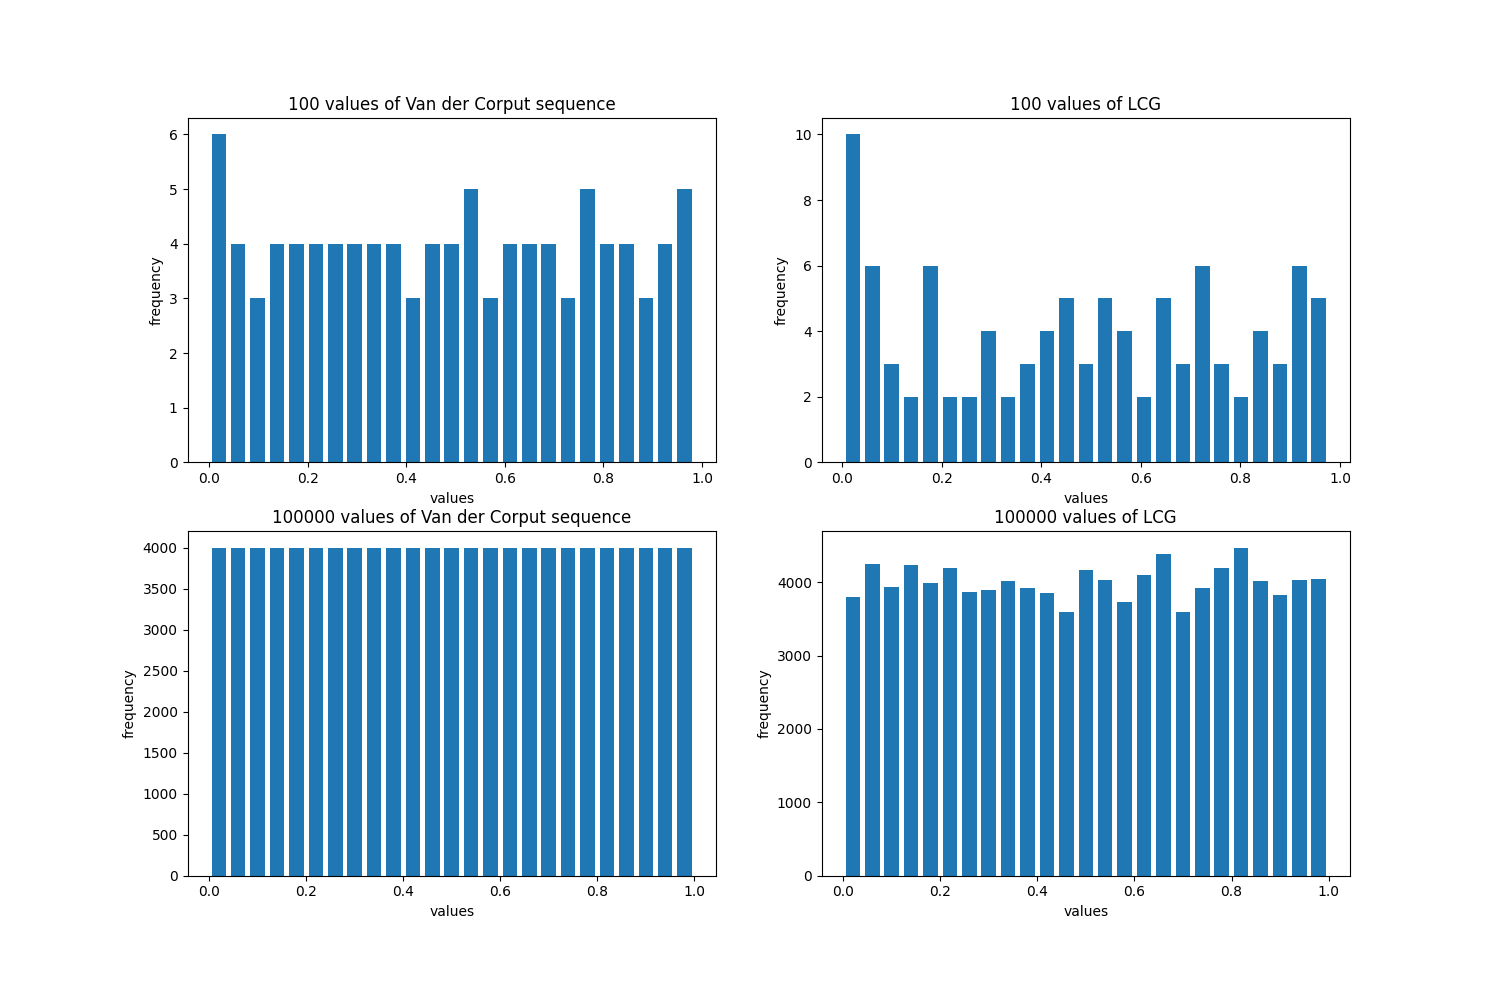 100 values of Van der Corput sequence
6
5
4
3
2
1
0
frequency
0.0 0.2 0.4 0.6 0.8 1.0
values
100 values of LCG
10
8
6
4
2
0
frequency
0.0 0.2 0.4 0.6 0.8 1.0
values
100000 values of Van der Corput sequence
4000
3500
3000
2500
2000
1500
1000
500
0
frequency
0.0 0.2 0.4 0.6 0.8 1.0
values
100000 values of LCG
4000
3000
2000
1000
0
frequency
0.0 0.2 0.4 0.6 0.8 1.0
values